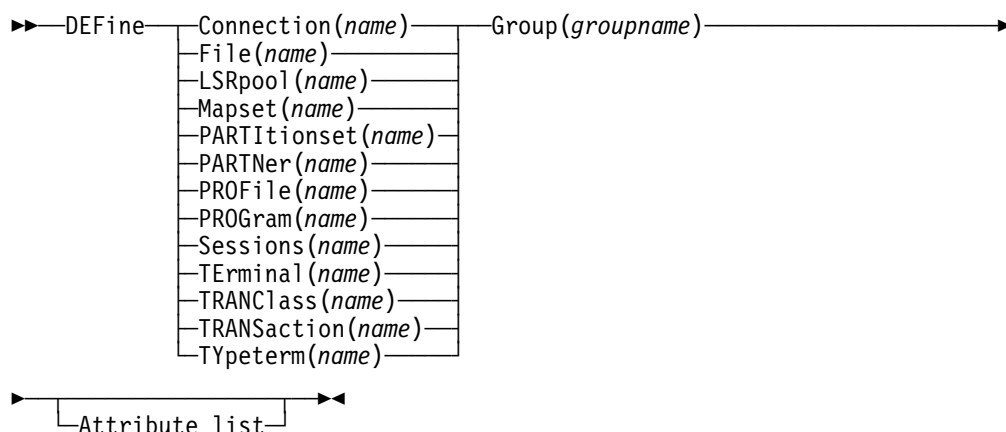 DEFine Connection(name) Group(groupname)
File(name)
LSRpool(name)
Mapset(name)
PARTItionset(name)
PARTNer(name)
PROFile(name)
PROGram(name)
Sessions(name)
TErminal(name)
TRANClass(name)
TRANSaction(name)
TYpeterm(name)
Attribute list